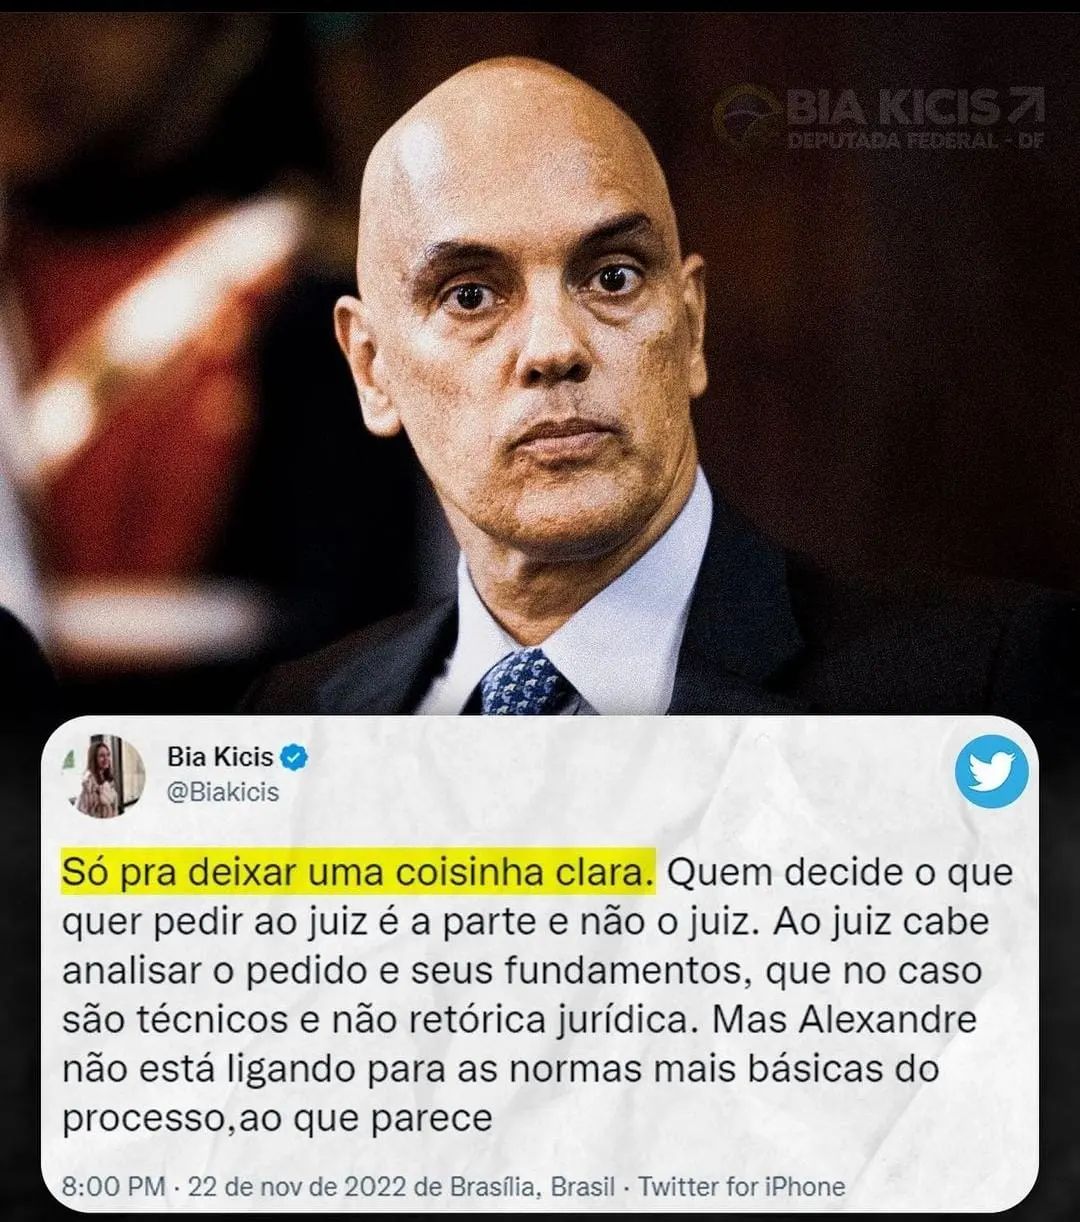 BIA KICIS
DEPUTADA FEDERAL - DF
Bia Kicis
@Biakicis
Só pra deixar uma coisinha clara. Quem decide o que
quer pedir ao juiz é a parte e não o juiz. Ao juiz cabe
analisar o pedido e seus fundamentos, que no caso
são técnicos e não retórica jurídica. Mas Alexandre
não está ligando para as normas mais básicas do
processo,ao que parece
8:00 PM · 22 de nov de 2022 de Brasília, Brasil · Twitter for iPhone